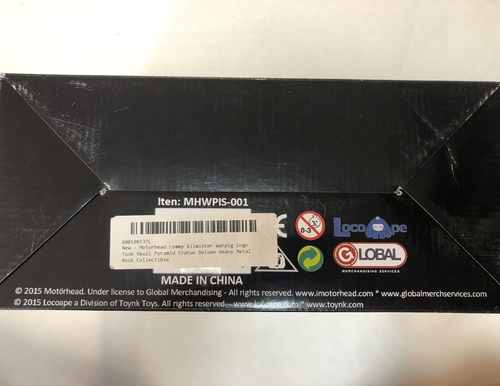 Iten: MHWPIS-001
New - Motorhead Lemmy Kilmister Warpig Logo
Tusk Skull Pyramid Statue Deluxe Heavy Metal
Rock Collectible
CE
0-3
LocoApe
GLOBAL
MERCHANDISING SERVICES
MADE IN CHINA
© 2015 Motörhead. Under license to Global Merchandising - All rights reserved. www.imotorhead.com * www.globalmerchservices.com
© 2015 Locoape a Division of Toynk Toys. All rights reserved - www.locoape.com * www.toynk.com